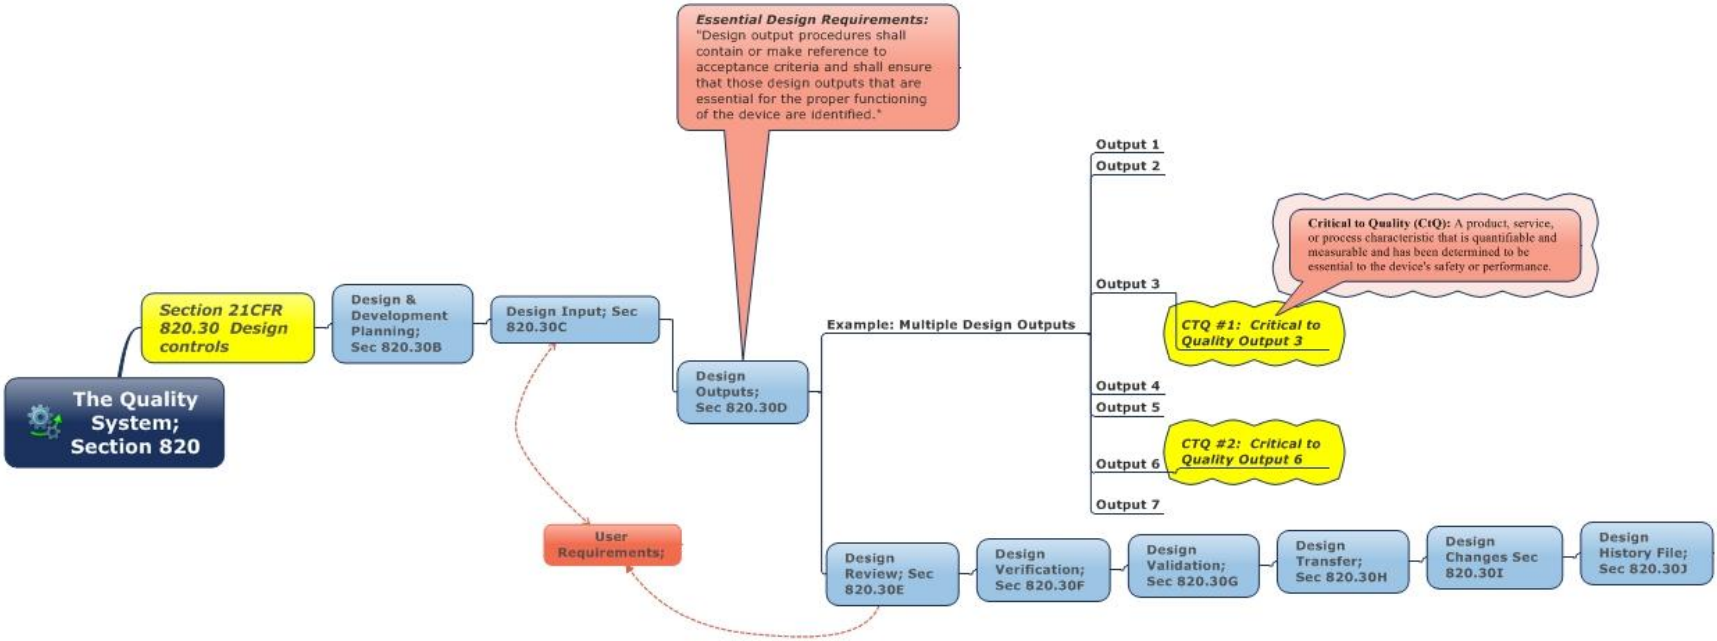 Essential Design Requirements:
"Design output procedures shall
contain or make reference to
acceptance criteria and shall ensure
that those design outputs that are
essential for the proper functioning
of the device are identified."
Output 1
Output 2
Critical to Quality (CtQ): A product, service,
or process characteristic that is quantifiable and
measurable and has been determined to be
essential to the device's safety or performance.
Output 3
Section 21CFR
820.30 Design
controls
Design &
Development
Planning;
Sec 820.30B
Design Input; Sec
820.30C
Example: Multiple Design Outputs
CTQ #1: Critical to
Quality Output 3
Design
Outputs;
Sec 820.30D
Output 4
Output 5
The Quality
System;
Section 820
CTQ #2: Critical to
Quality Output 6
Output 6
Output 7
User
Requirements;
Design
Review; Sec
820.30E
Design
Verification;
Sec 820.30F
Design
Validation;
Sec 820.30G
Design
Transfer;
Sec 820.30H
Design
Changes Sec
820.30I
Design
History File;
Sec 820.30J